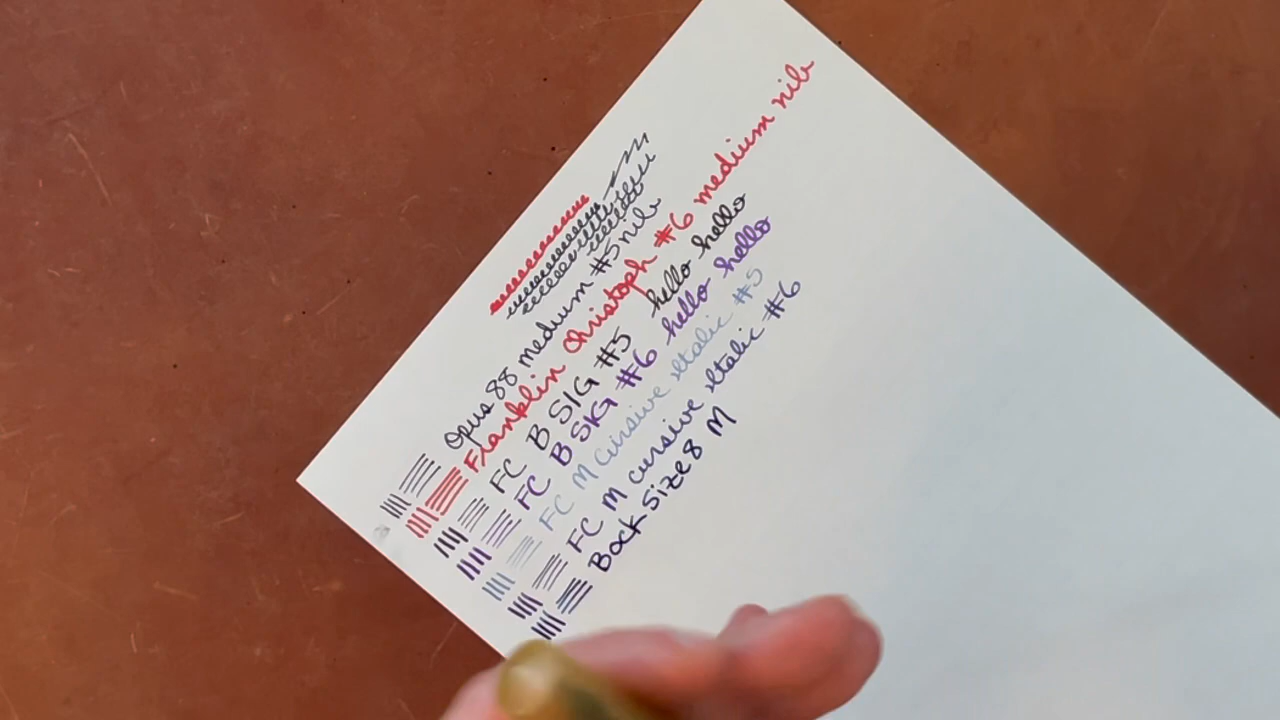 Opus 88 medium #5 nib
Franklin Christoph #6 medium nib
FC B SIG #5 hello hello
FC B SIG #6 hello hello
FC M Cursive Italic #5
FC M cursive Italic #6
Bock Size 8 M